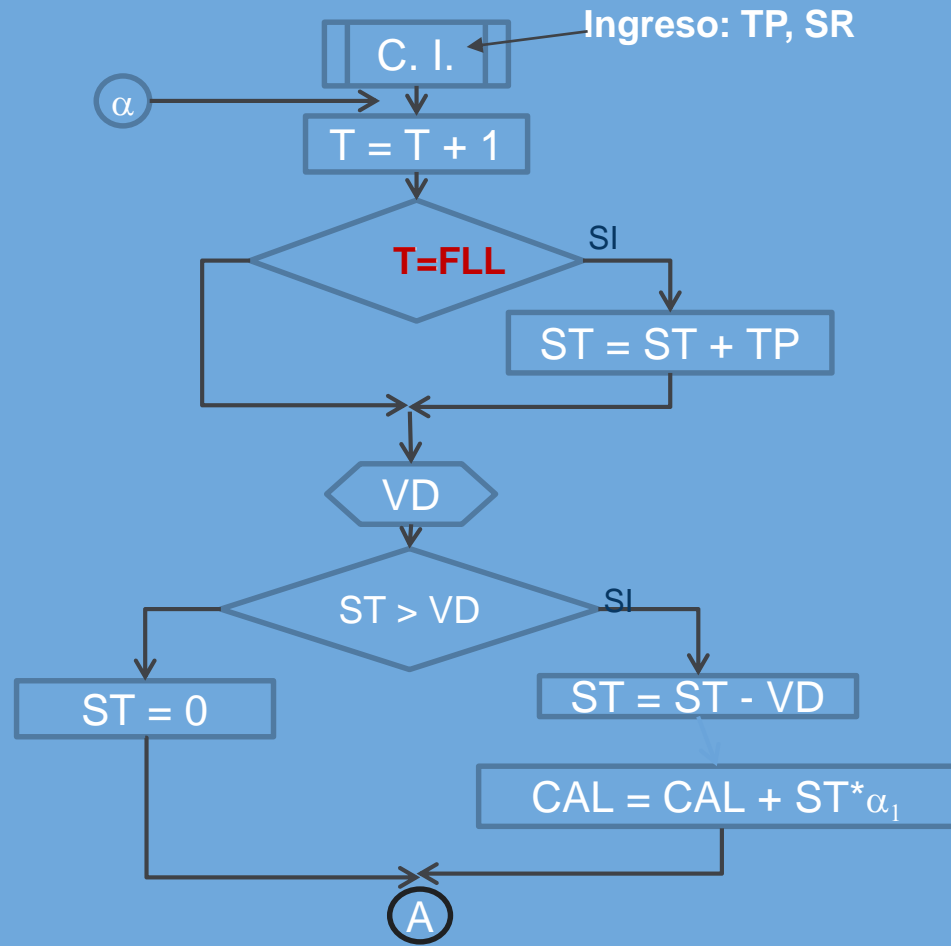 Ingreso: TP, SR
C. I.
α
T = T + 1
T=FLL
SI
ST = ST + TP
VD
ST > VD
SI
ST = 0
ST = ST - VD
CAL = CAL + ST*α₁
A